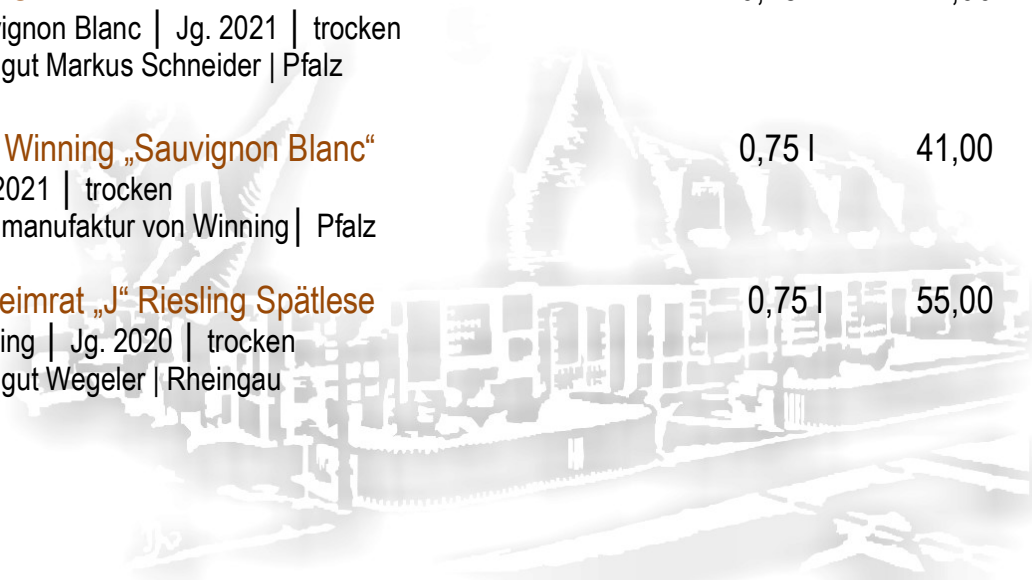 vignon Blanc | Jg. 2021 | trocken
gut Markus Schneider | Pfalz
Winning „Sauvignon Blanc“ 0,75 l 41,00
2021 | trocken
manufaktur von Winning | Pfalz
eimrat „J“ Riesling Spätlese 0,75 l 55,00
ing | Jg. 2020 | trocken
gut Wegeler | Rheingau